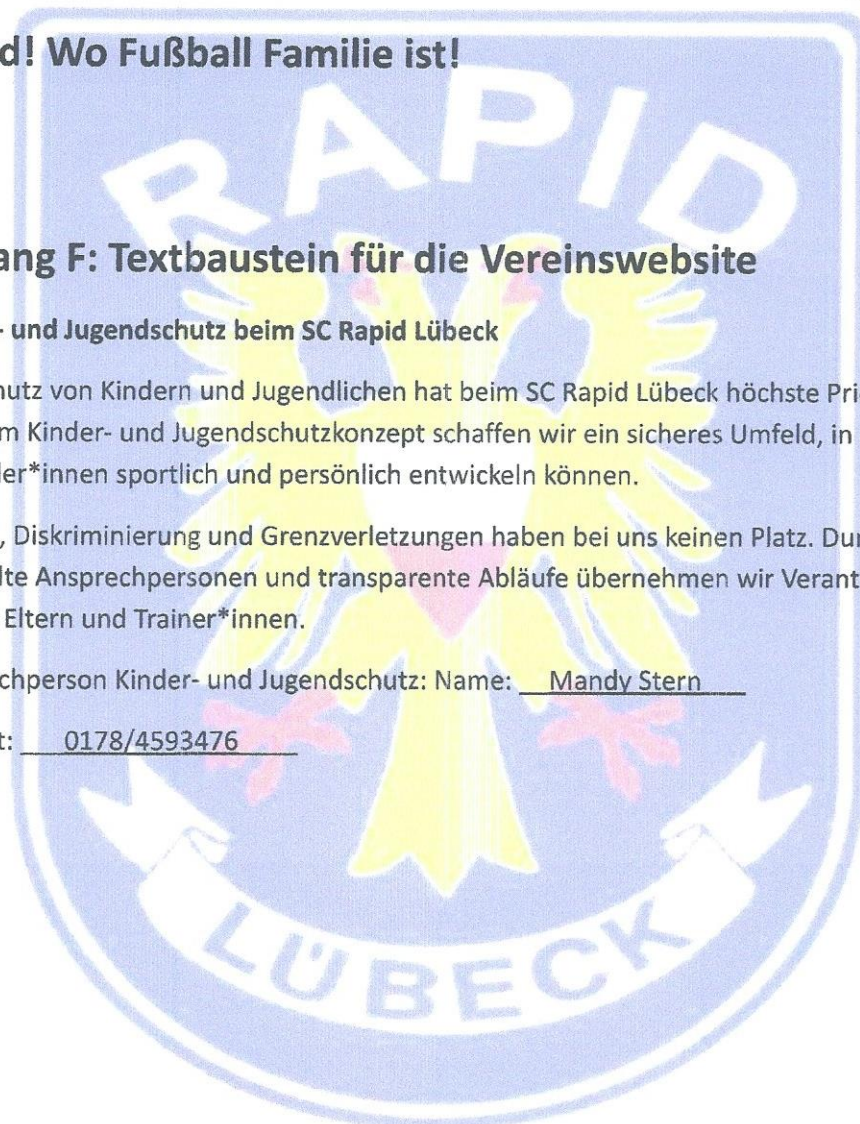 d! Wo Fußball Familie ist!
RAPID
ang F: Textbaustein für die Vereinswebsite
- und Jugendschutz beim SC Rapid Lübeck
hutz von Kindern und Jugendlichen hat beim SC Rapid Lübeck höchste Pri
m Kinder- und Jugendschutzkonzept schaffen wir ein sicheres Umfeld, in
ler*innen sportlich und persönlich entwickeln können.
, Diskriminierung und Grenzverletzungen haben bei uns keinen Platz. Du
lte Ansprechpersonen und transparente Abläufe übernehmen wir Verant
Eltern und Trainer*innen.
chperson Kinder- und Jugendschutz: Name: Mandy Stern
t: 0178/4593476
LÜBECK